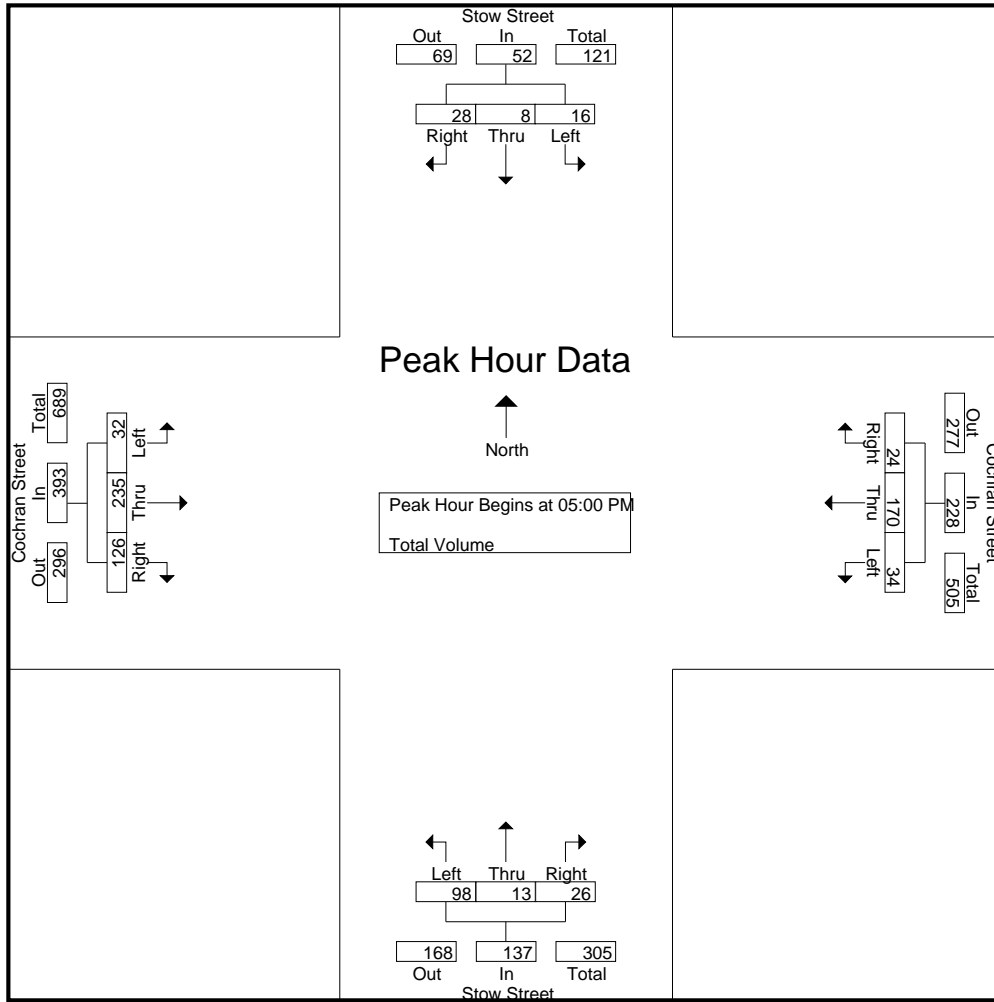 Stow Street
Out In Total
69 52 121
28 8 16
Right Thru Left
Peak Hour Data
North
Peak Hour Begins at 05:00 PM
Total Volume
Cochran Street
Out In Total
296 393 689
32 235 126
Left Thru Right
Cochran Street
Out In Total
277 228 505
24 170 34
Right Thru Left
Left Thru Right
98 13 26
168 137 305
Out In Total
Stow Street